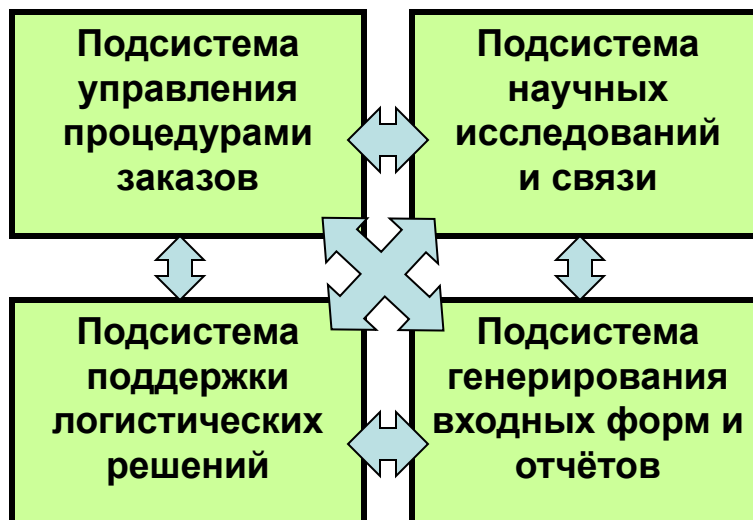 Подсистема
управления
процедурами
заказов
Подсистема
научных
исследований
и связи
Подсистема
поддержки
логистических
решений
Подсистема
генерирования
входных форм и
отчётов